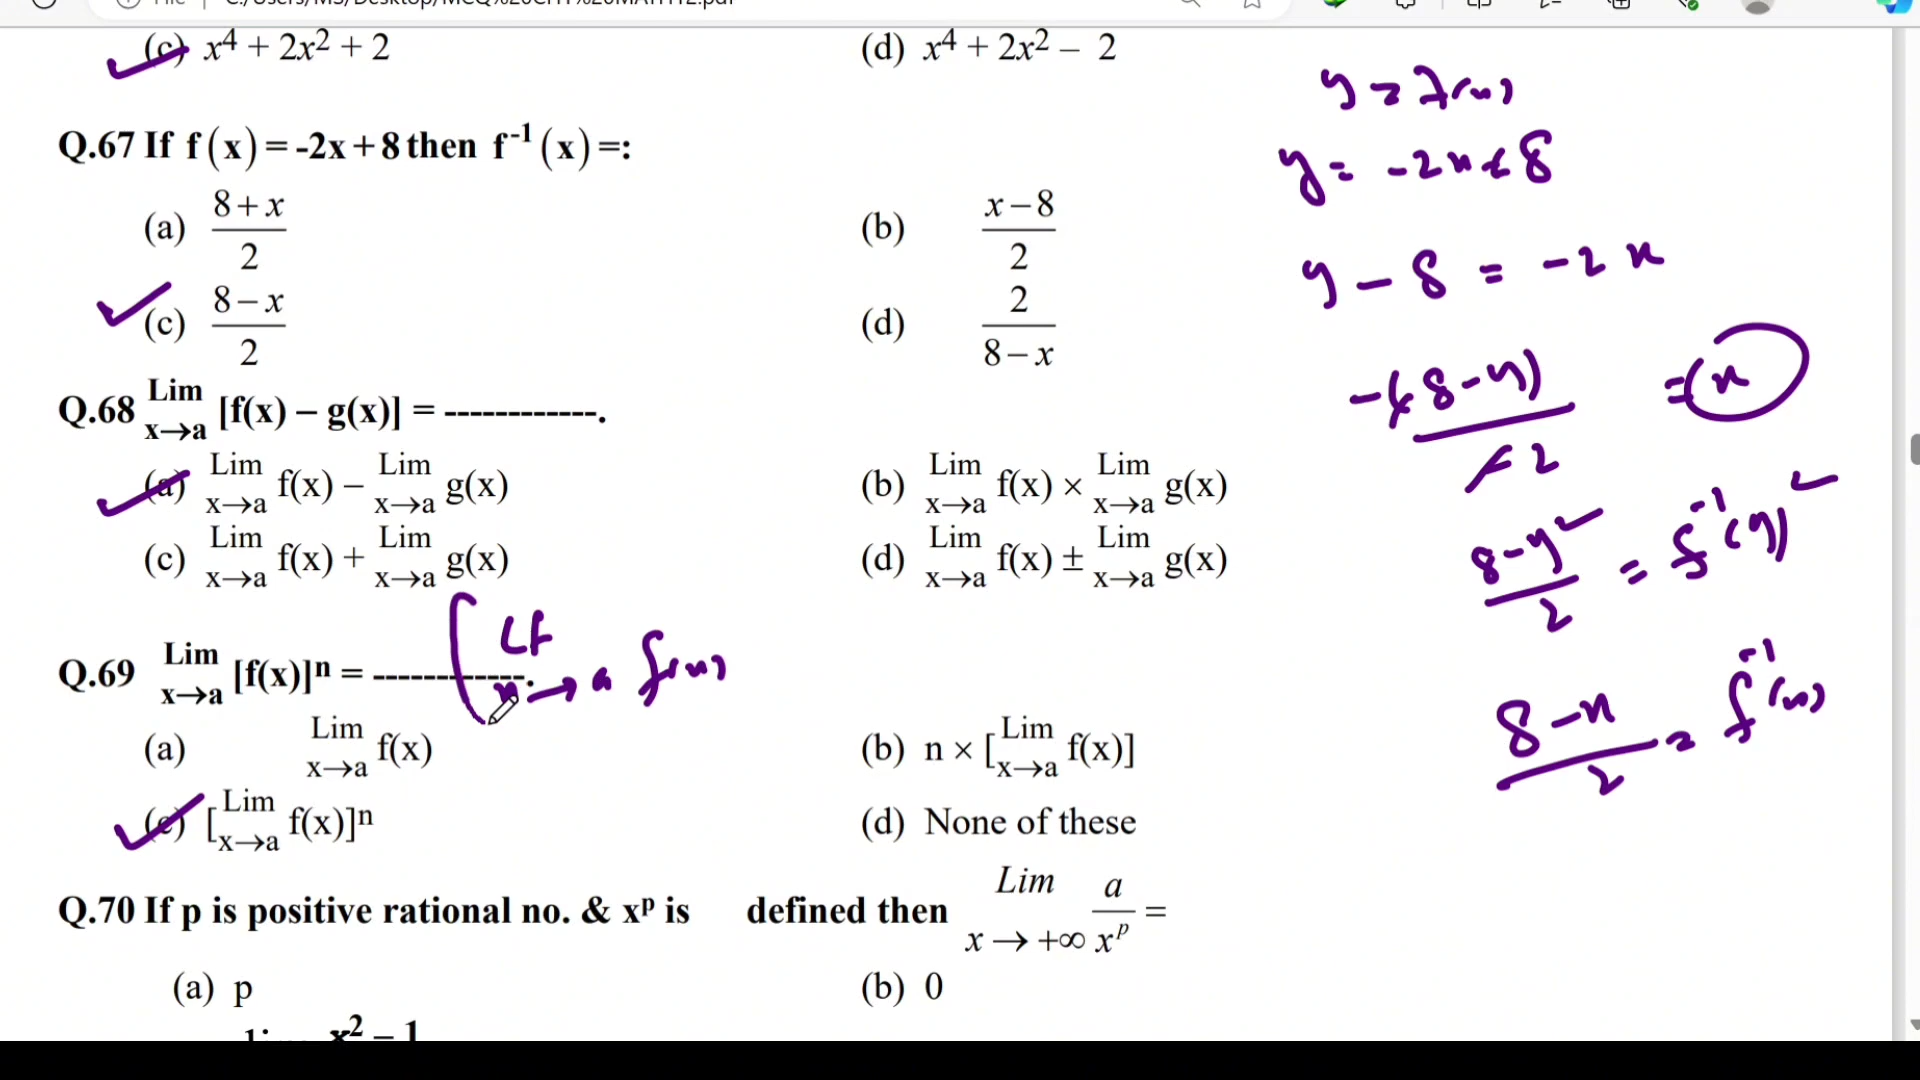 (c) x⁴ + 2x² + 2 (d) x⁴ + 2x² – 2
Q.67 If f(x) = -2x+8 then f⁻¹(x) =:
(a) 8+x / 2 (b) x–8 / 2
(c) 8–x / 2 (d) 2 / 8–x
Q.68 Lim x→a [f(x) – g(x)] = ------------.
(a) Lim x→a f(x) – Lim x→a g(x) (b) Lim x→a f(x) × Lim x→a g(x)
(c) Lim x→a f(x) + Lim x→a g(x) (d) Lim x→a f(x) ± Lim x→a g(x)
Q.69 Lim x→a [f(x)]ⁿ = ------------.
(a) Lim x→a f(x) (b) n × [Lim x→a f(x)]
(c) [Lim x→a f(x)]ⁿ (d) None of these
Q.70 If p is positive rational no. & xᵖ is defined then Lim x → +∞ a / xᵖ =
(a) p (b) 0
y = f(x)
y = -2x + 8
y – 8 = -2x
-(8-y) / -2 = x
8-y / 2 = f⁻¹(y)
8-x / 2 = f⁻¹(x)
[Lt x→a f(x)